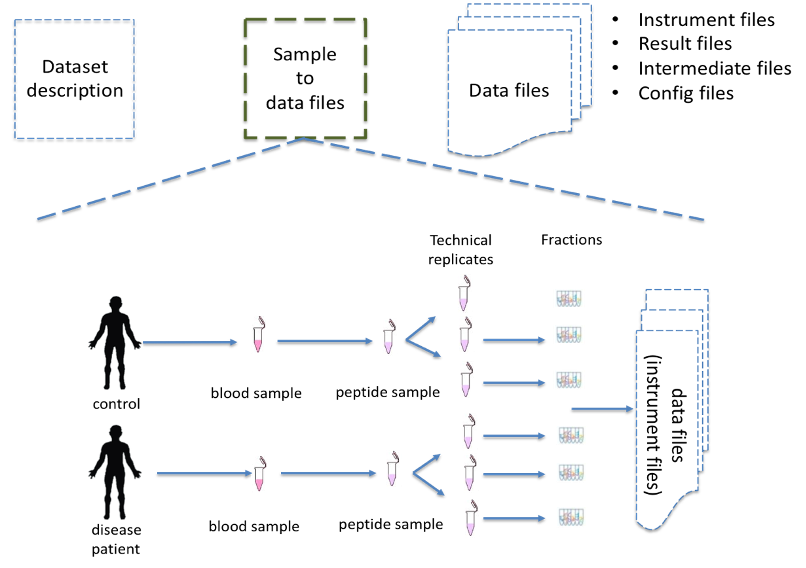 Dataset
description
Sample
to
data files
Data files
• Instrument files
• Result files
• Intermediate files
• Config files
Technical
replicates
Fractions
control
blood sample
peptide sample
disease
patient
blood sample
peptide sample
data files
(instrument files)